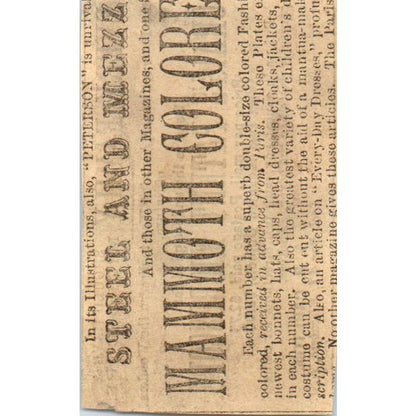 In its Illustrations, also, "PETERSON" is unriva
STEEL AND MEZZ
And those in other Magazines, and one
MAMMOTH COLORE
Each number has a superb double-size colored Fashi
colored, received in advance from Paris. These Plates e
newest bonnets, hats, caps, head dresses, cloaks, jackets,
in each number. Also the greatest variety of children's d
costume can be cut out without the aid of a mantua-mak
scription. Also, an article on "Every-Day Dresses," profu
No other magazine gives these articles. The Paris